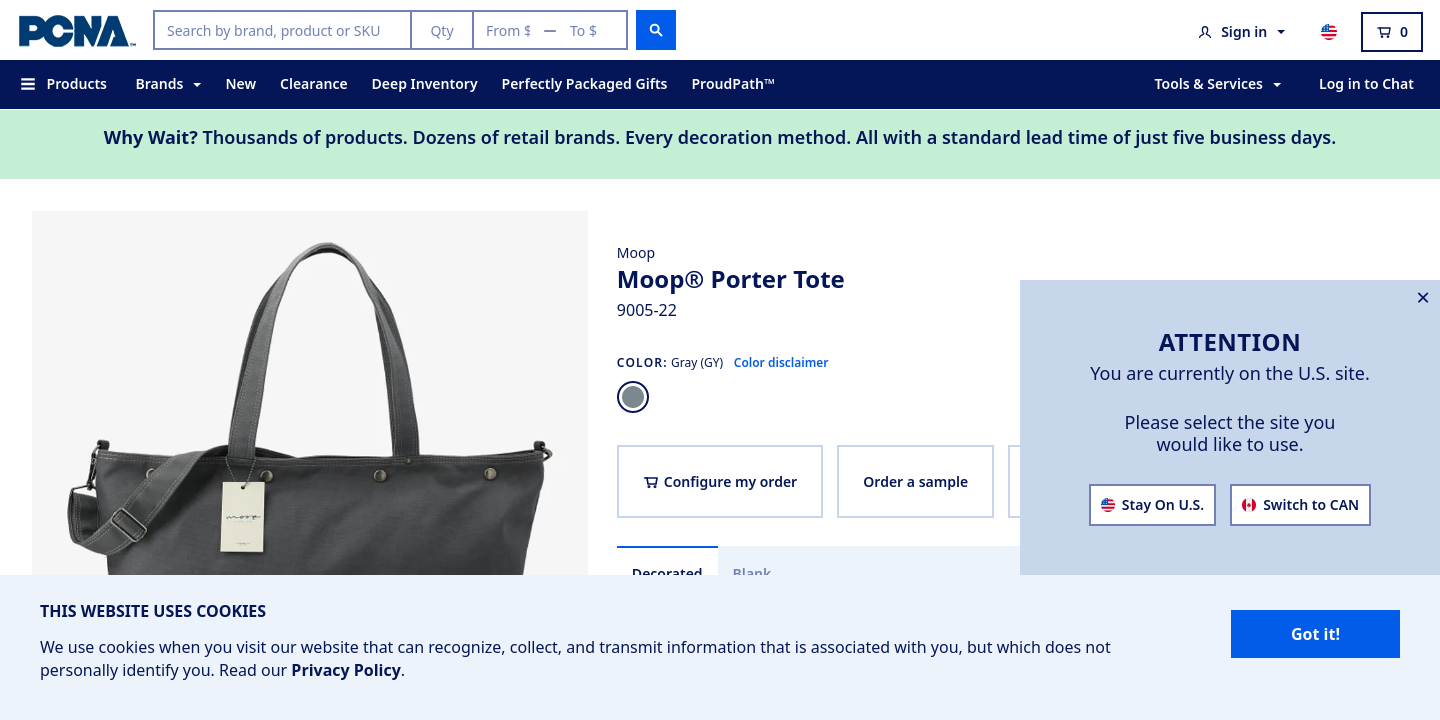 PCNA
Search by brand, product or SKU
Qty
From $ — To $
Sign in
0
Products
Brands
New
Clearance
Deep Inventory
Perfectly Packaged Gifts
ProudPath™
Tools & Services
Log in to Chat
Why Wait? Thousands of products. Dozens of retail brands. Every decoration method. All with a standard lead time of just five business days.
moop
Moop
Moop® Porter Tote
9005-22
COLOR: Gray (GY) Color disclaimer
Configure my order
Order a sample
Decorated
Blank
ATTENTION
You are currently on the U.S. site.
Please select the site you
would like to use.
Stay On U.S.
Switch to CAN
THIS WEBSITE USES COOKIES
We use cookies when you visit our website that can recognize, collect, and transmit information that is associated with you, but which does not
personally identify you. Read our Privacy Policy.
Got it!